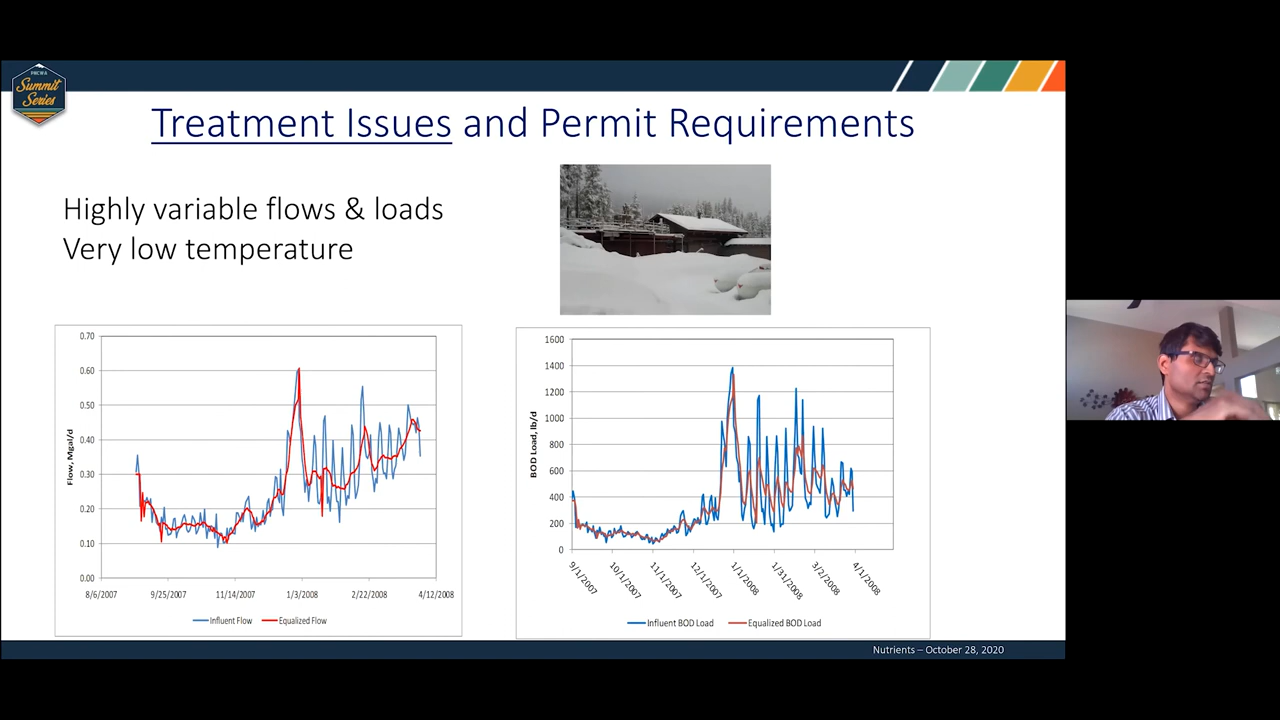 PNCWA
Summit
Series
Treatment Issues and Permit Requirements
Highly variable flows & loads
Very low temperature
Flow, Mgal/d
0.70
0.60
0.50
0.40
0.30
0.20
0.10
0.00
8/6/2007 9/25/2007 11/14/2007 1/3/2008 2/22/2008 4/12/2008
Influent Flow Equalized Flow
BOD Load, lb/d
1600
1400
1200
1000
800
600
400
200
0
9/1/2007 10/1/2007 11/1/2007 12/1/2007 1/1/2008 1/31/2008 3/2/2008 4/1/2008
Influent BOD Load Equalized BOD Load
Nutrients – October 28, 2020